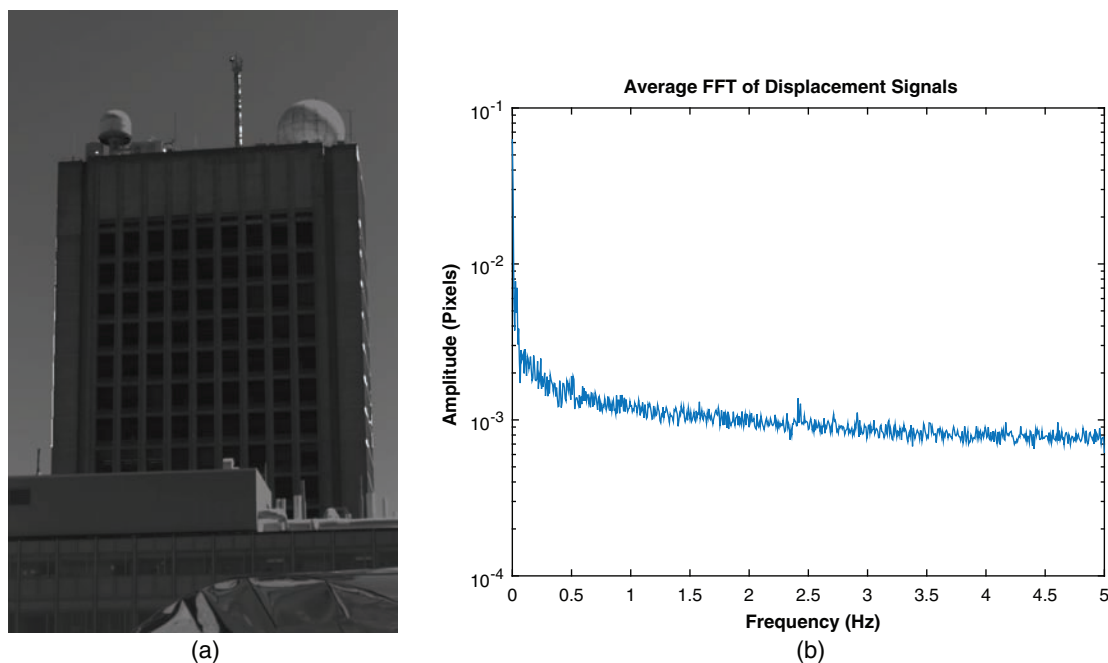 Average FFT of Displacement Signals
10-1
10-2
10-3
10-4
Amplitude (Pixels)
0 0.5 1 1.5 2 2.5 3 3.5 4 4.5 5
Frequency (Hz)
(a)
(b)